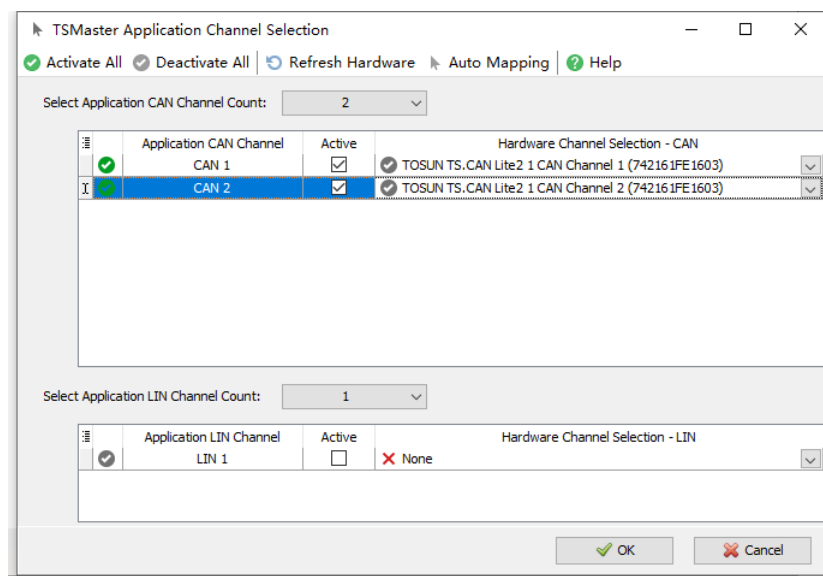 TSMaster Application Channel Selection
Activate All Deactivate All Refresh Hardware Auto Mapping Help
Select Application CAN Channel Count: 2
Application CAN Channel Active Hardware Channel Selection - CAN
CAN 1 TOSUN TS.CAN Lite2 1 CAN Channel 1 (742161FE1603)
CAN 2 TOSUN TS.CAN Lite2 1 CAN Channel 2 (742161FE1603)
Select Application LIN Channel Count: 1
Application LIN Channel Active Hardware Channel Selection - LIN
LIN 1 None
OK Cancel